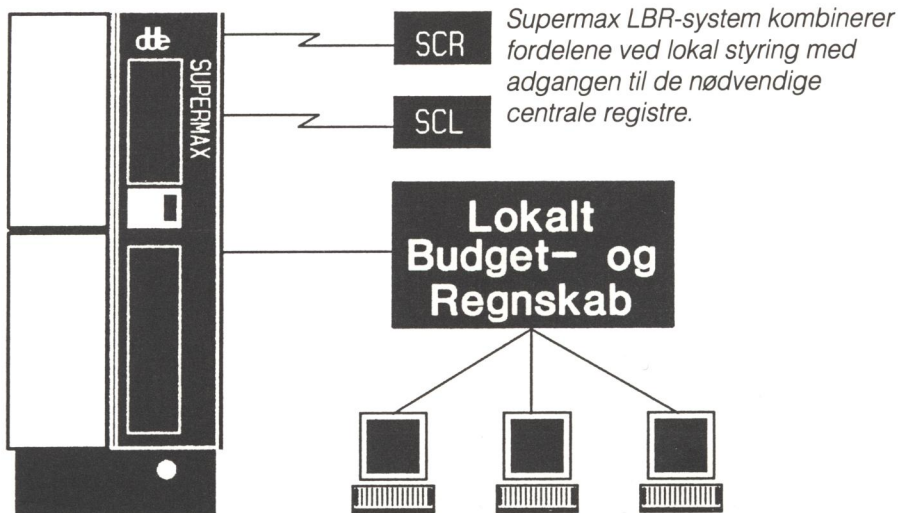 dde
SUPERMAX
SCR
SCL
Supermax LBR-system kombinerer
fordelene ved lokal styring med
adgangen til de nødvendige
centrale registre.
Lokalt
Budget- og
Regnskab